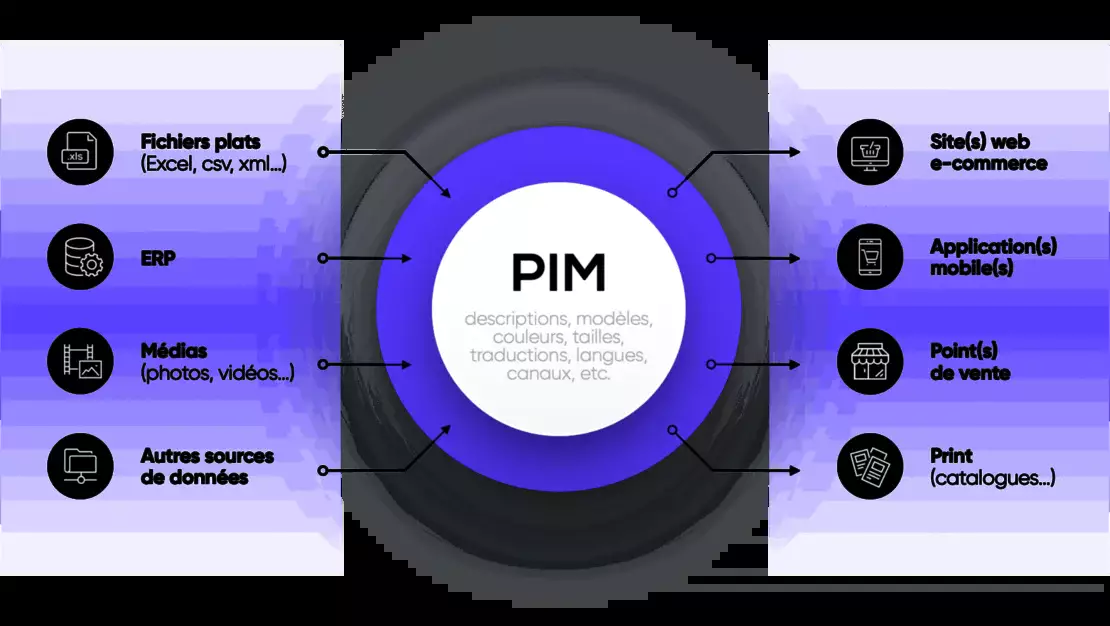 Fichiers plats
(Excel, csv, xml...)
.xls
ERP
Médias
(photos, vidéos...)
Autres sources
de données
PIM
descriptions, modèles,
couleurs, tailles,
traductions, langues,
canaux, etc.
Site(s) web
e-commerce
Application(s)
mobile(s)
Point(s)
de vente
Print
(catalogues...)